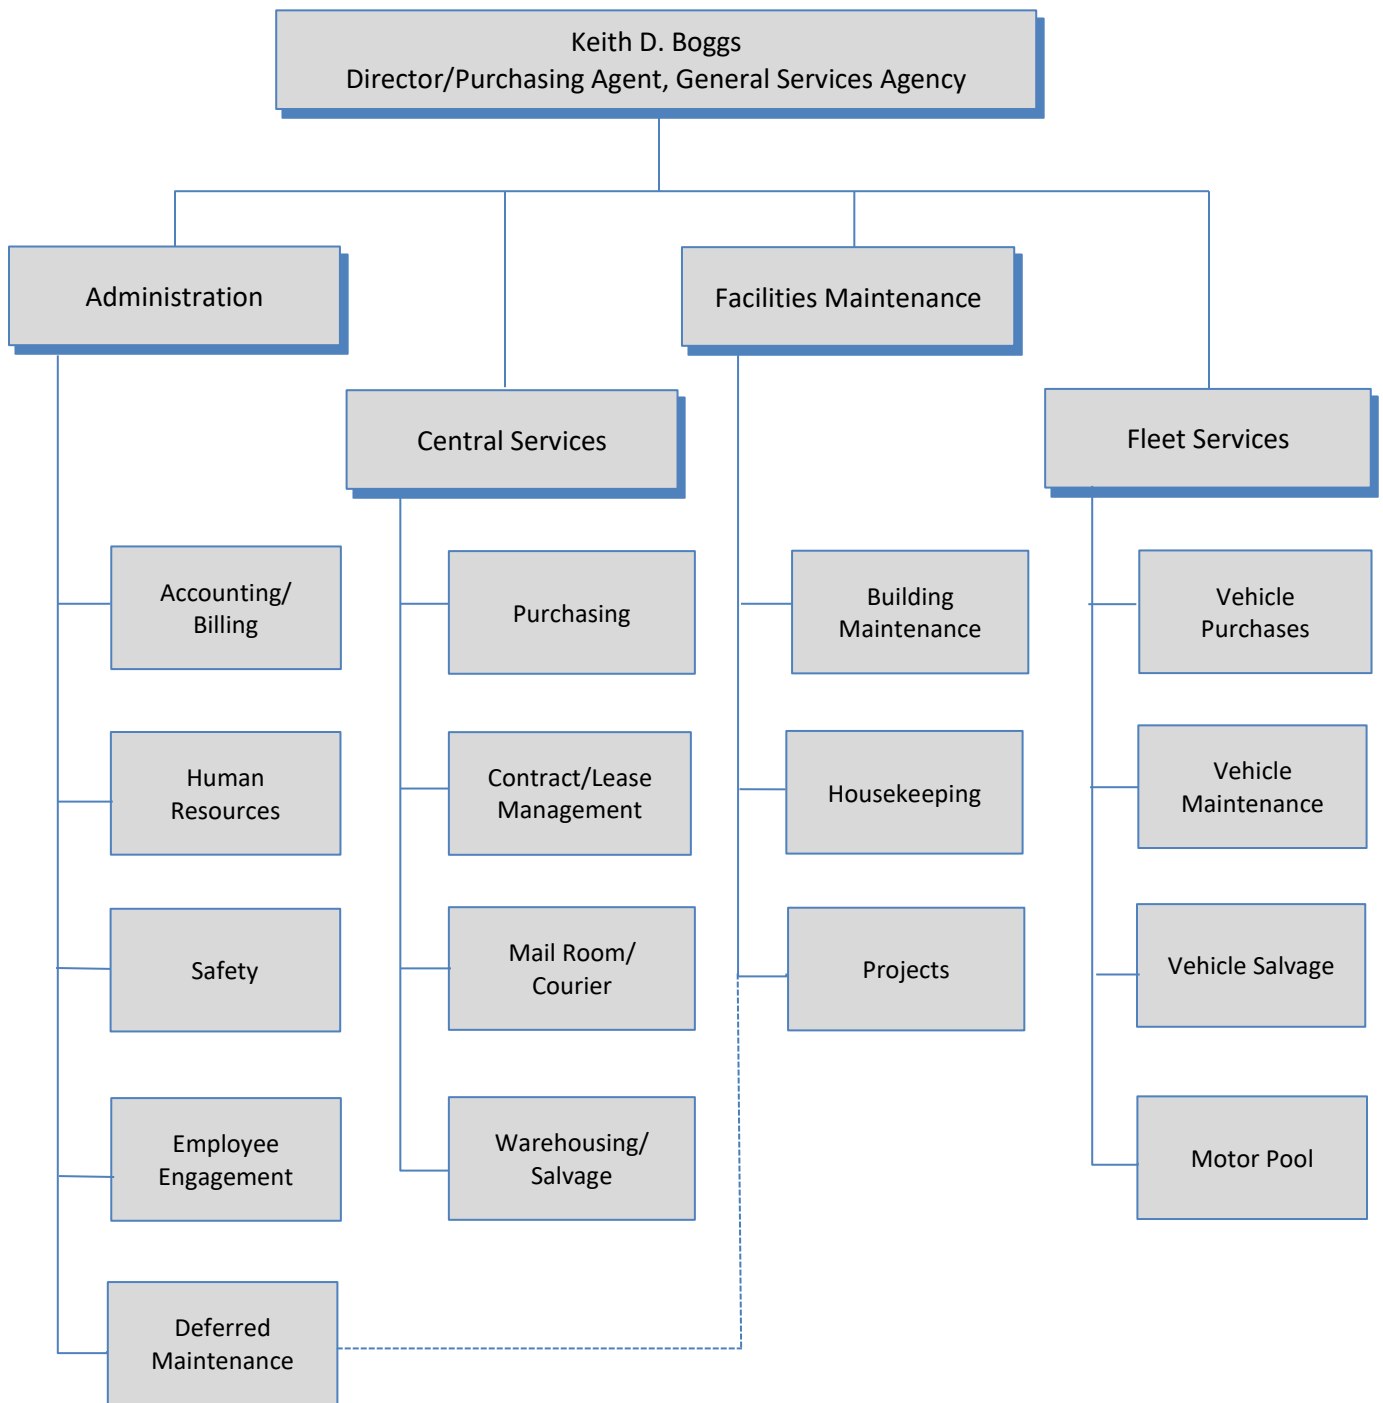 Keith D. Boggs
Director/Purchasing Agent, General Services Agency
Administration
Facilities Maintenance
Central Services
Fleet Services
Accounting/
Billing
Purchasing
Building
Maintenance
Vehicle
Purchases
Human
Resources
Contract/Lease
Management
Housekeeping
Vehicle
Maintenance
Safety
Mail Room/
Courier
Projects
Vehicle Salvage
Employee
Engagement
Warehousing/
Salvage
Motor Pool
Deferred
Maintenance